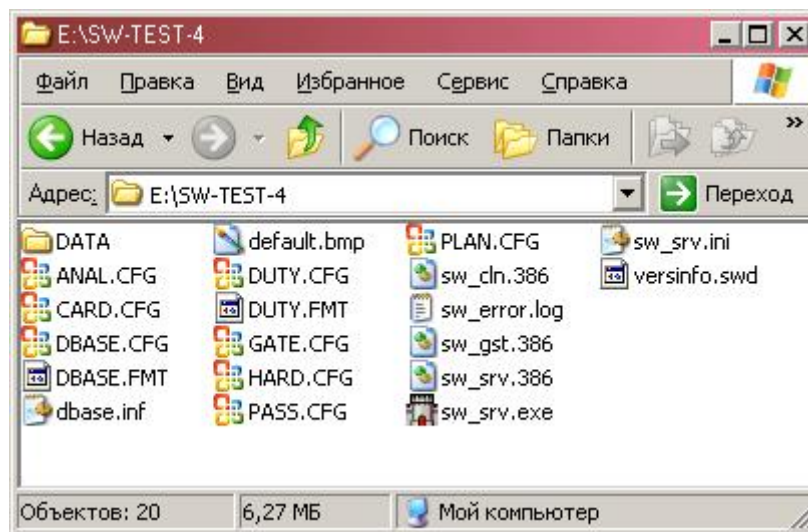 E:\SW-TEST-4
Файл Правка Вид Избранное Сервис Справка
Назад Поиск Папки »
Адрес: E:\SW-TEST-4 Переход
DATA default.bmp PLAN.CFG sw_srv.ini
ANAL.CFG DUTY.CFG sw_cln.386 versinfo.swd
CARD.CFG DUTY.FMT sw_error.log
DBASE.CFG GATE.CFG sw_gst.386
DBASE.FMT HARD.CFG sw_srv.386
dbase.inf PASS.CFG sw_srv.exe
Объектов: 20 6,27 МБ Мой компьютер